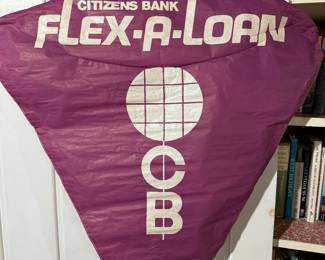 CITIZENS BANK
FLEX-A-LOAN
C
B